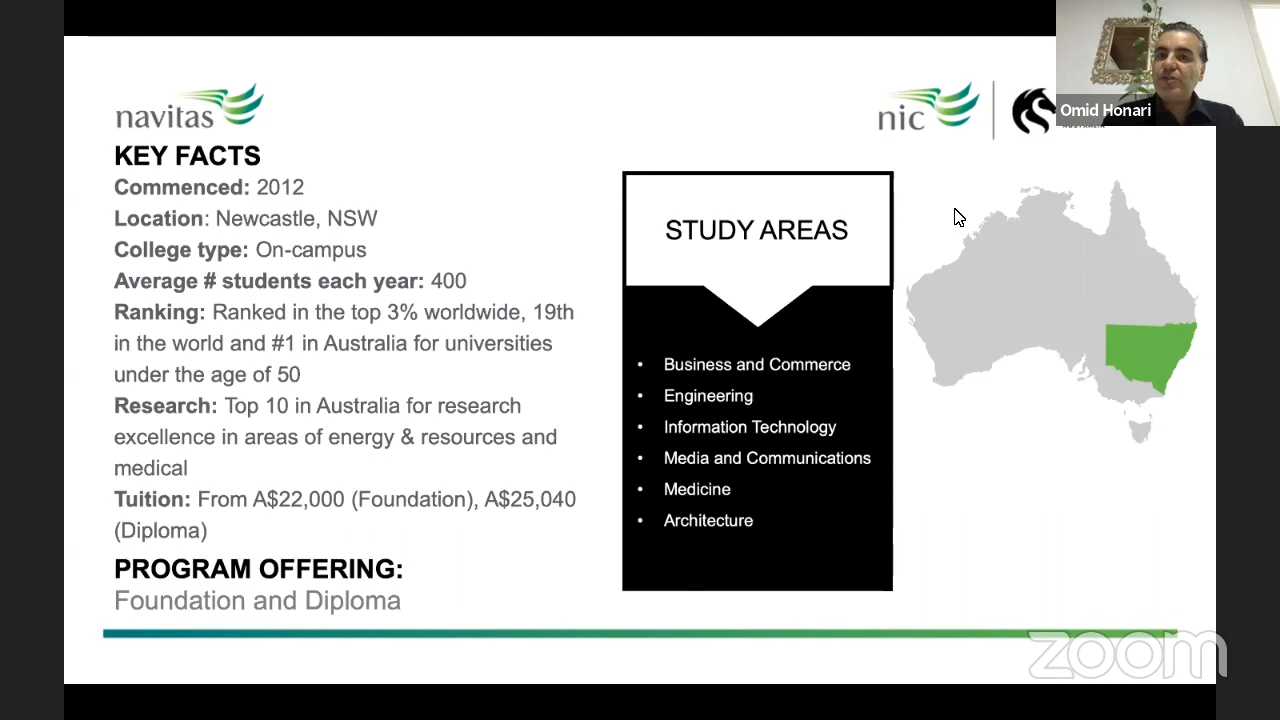 navitas
nic
Omid Honari
KEY FACTS
Commenced: 2012
Location: Newcastle, NSW
College type: On-campus
Average # students each year: 400
Ranking: Ranked in the top 3% worldwide, 19th
in the world and #1 in Australia for universities
under the age of 50
Research: Top 10 in Australia for research
excellence in areas of energy & resources and
medical
Tuition: From A$22,000 (Foundation), A$25,040
(Diploma)
PROGRAM OFFERING:
Foundation and Diploma
STUDY AREAS
• Business and Commerce
• Engineering
• Information Technology
• Media and Communications
• Medicine
• Architecture
zoom